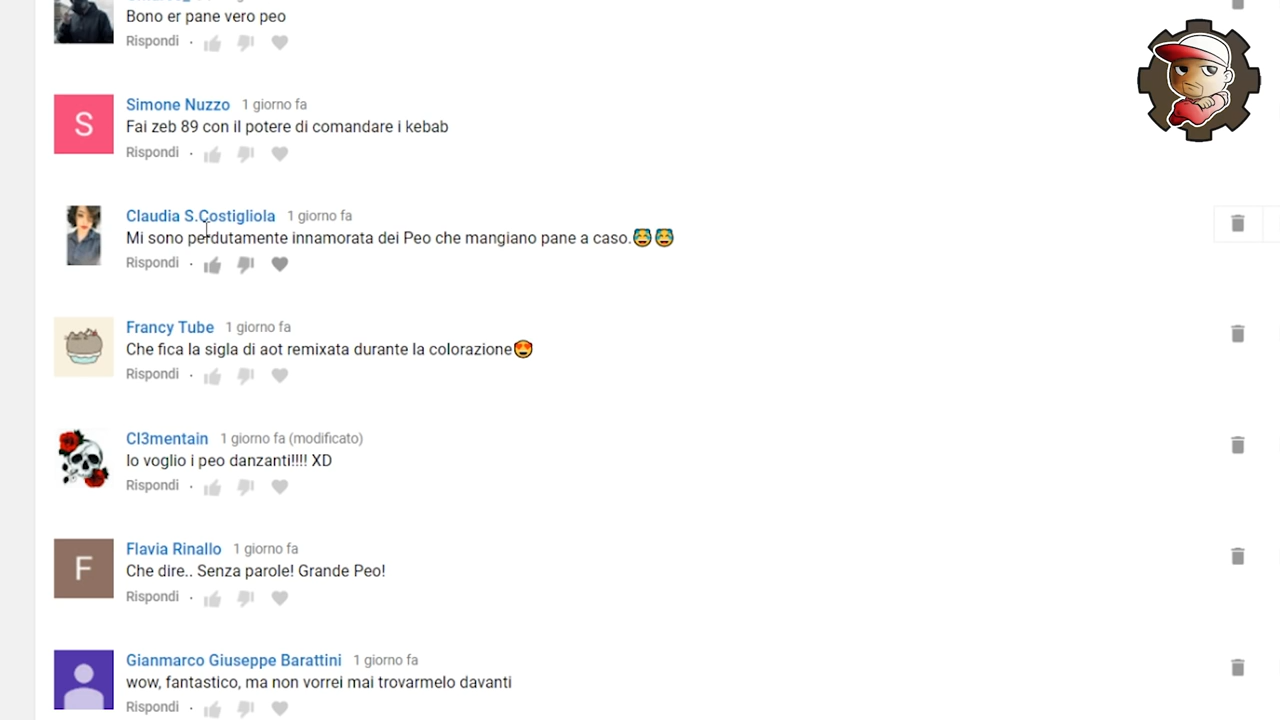 Bono er pane vero peo
Rispondi ·
S
Simone Nuzzo 1 giorno fa
Fai zeb 89 con il potere di comandare i kebab
Rispondi ·
Claudia S.Costigliola 1 giorno fa
Mi sono perdutamente innamorata dei Peo che mangiano pane a caso.😇😇
Rispondi ·
Francy Tube 1 giorno fa
Che fica la sigla di aot remixata durante la colorazione😍
Rispondi ·
Cl3mentain 1 giorno fa (modificato)
Io voglio i peo danzanti!!!! XD
Rispondi ·
F
Flavia Rinallo 1 giorno fa
Che dire.. Senza parole! Grande Peo!
Rispondi ·
Gianmarco Giuseppe Barattini 1 giorno fa
wow, fantastico, ma non vorrei mai trovarmelo davanti
Rispondi ·